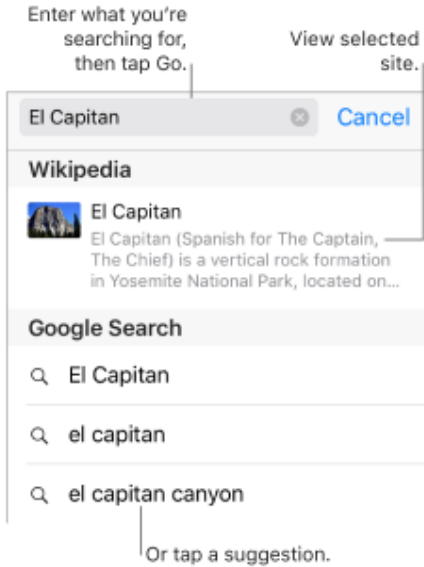 Enter what you're
searching for,
then tap Go.
View selected
site.
El Capitan
Cancel
Wikipedia
El Capitan
El Capitan (Spanish for The Captain,
The Chief) is a vertical rock formation
in Yosemite National Park, located on...
Google Search
El Capitan
el capitan
el capitan canyon
Or tap a suggestion.